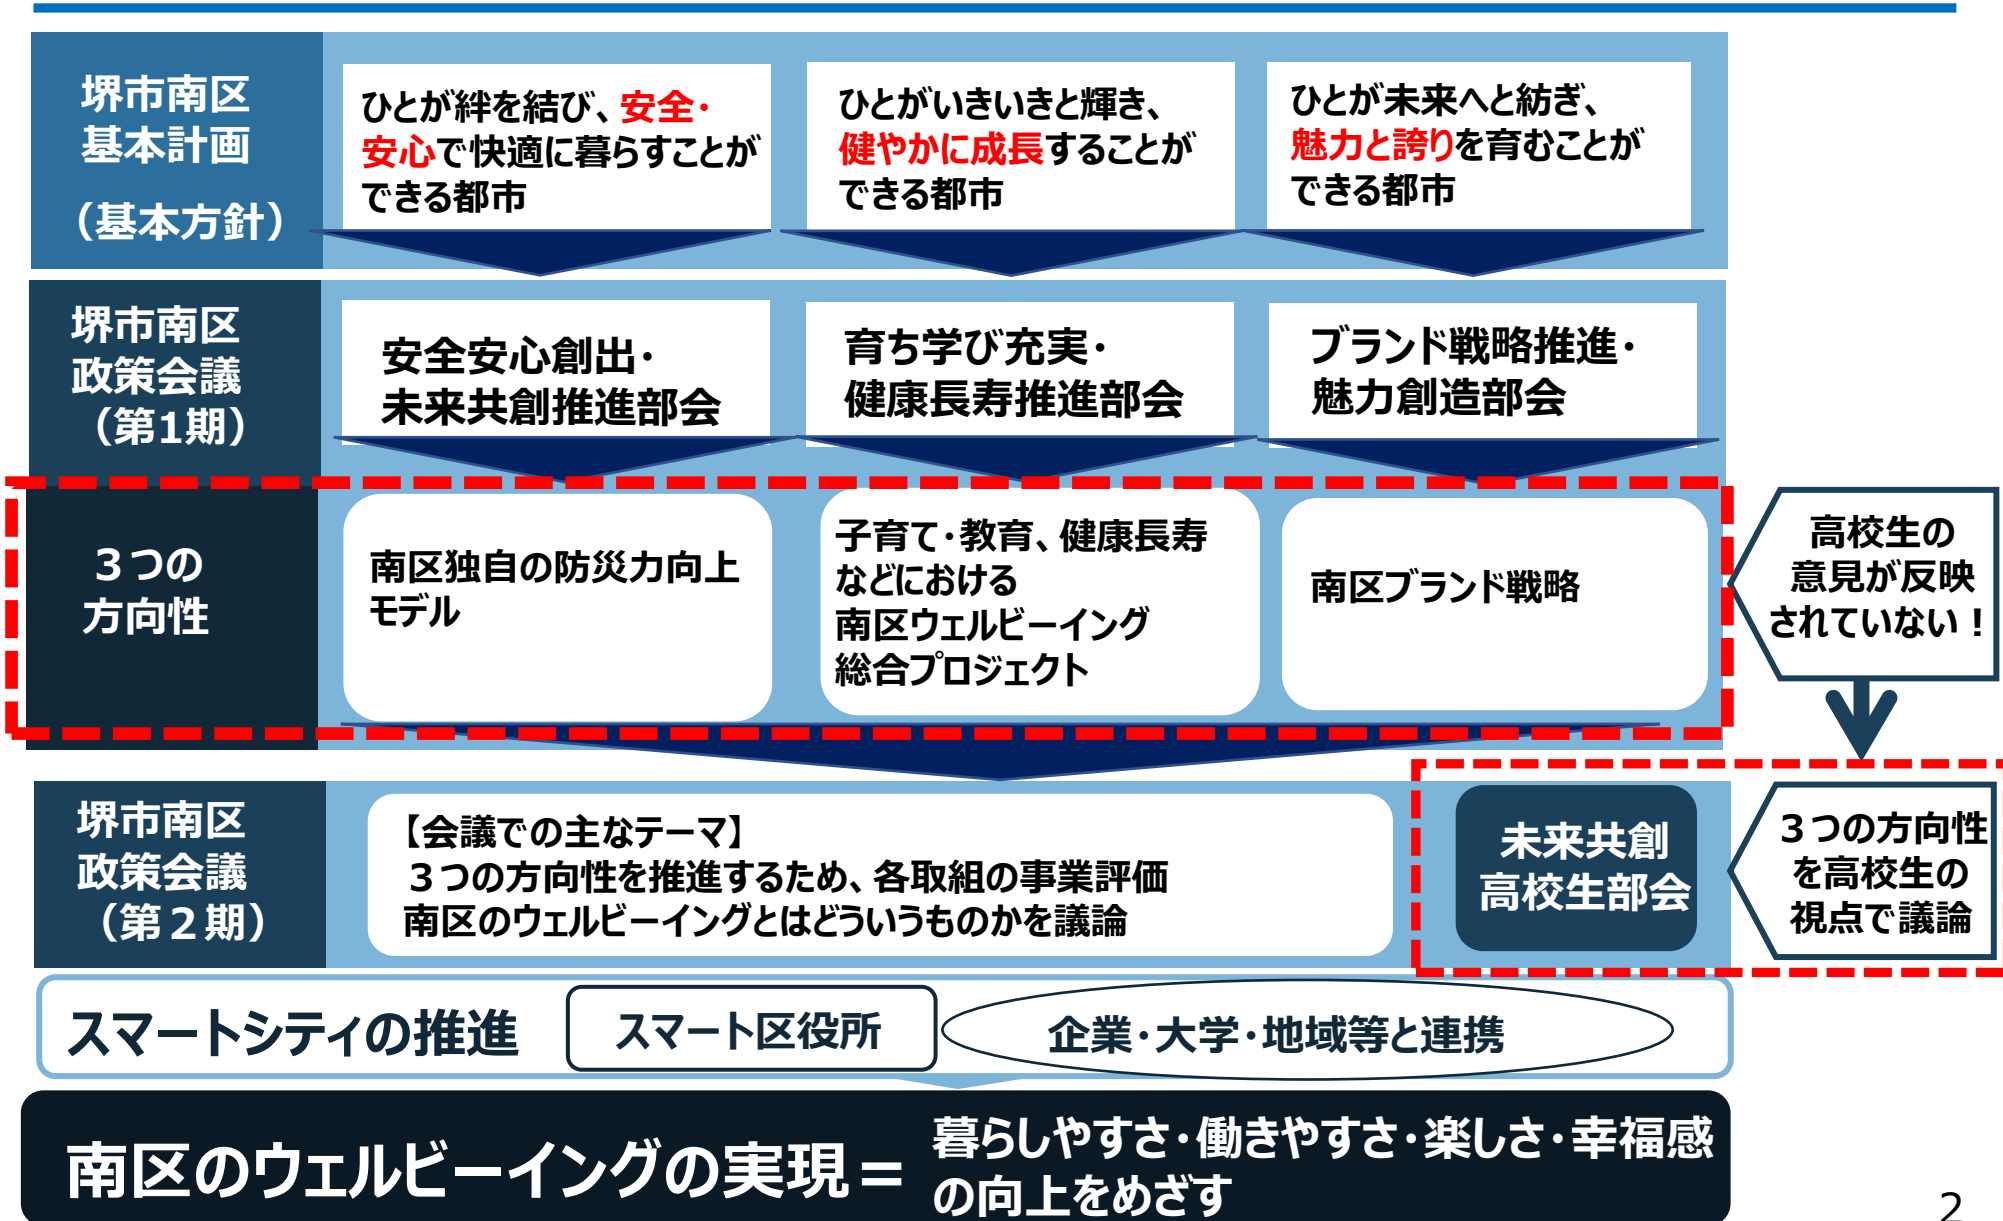 堺市南区
基本計画
（基本方針）
ひとが絆を結び、安全・
安心で快適に暮らすことが
できる都市
ひとがいきいきと輝き、
健やかに成長することが
できる都市
ひとが未来へと紡ぎ、
魅力と誇りを育むことが
できる都市
堺市南区
政策会議
（第1期）
安全安心創出・
未来共創推進部会
育ち学び充実・
健康長寿推進部会
ブランド戦略推進・
魅力創造部会
３つの
方向性
南区独自の防災力向上
モデル
子育て・教育、健康長寿
などにおける
南区ウェルビーイング
総合プロジェクト
南区ブランド戦略
高校生の
意見が反映
されていない！
堺市南区
政策会議
（第２期）
【会議での主なテーマ】
３つの方向性を推進するため、各取組の事業評価
南区のウェルビーイングとはどういうものかを議論
未来共創
高校生部会
３つの方向性
を高校生の
視点で議論
スマートシティの推進
スマート区役所
企業・大学・地域等と連携
南区のウェルビーイングの実現＝
暮らしやすさ・働きやすさ・楽しさ・幸福感
の向上をめざす
2